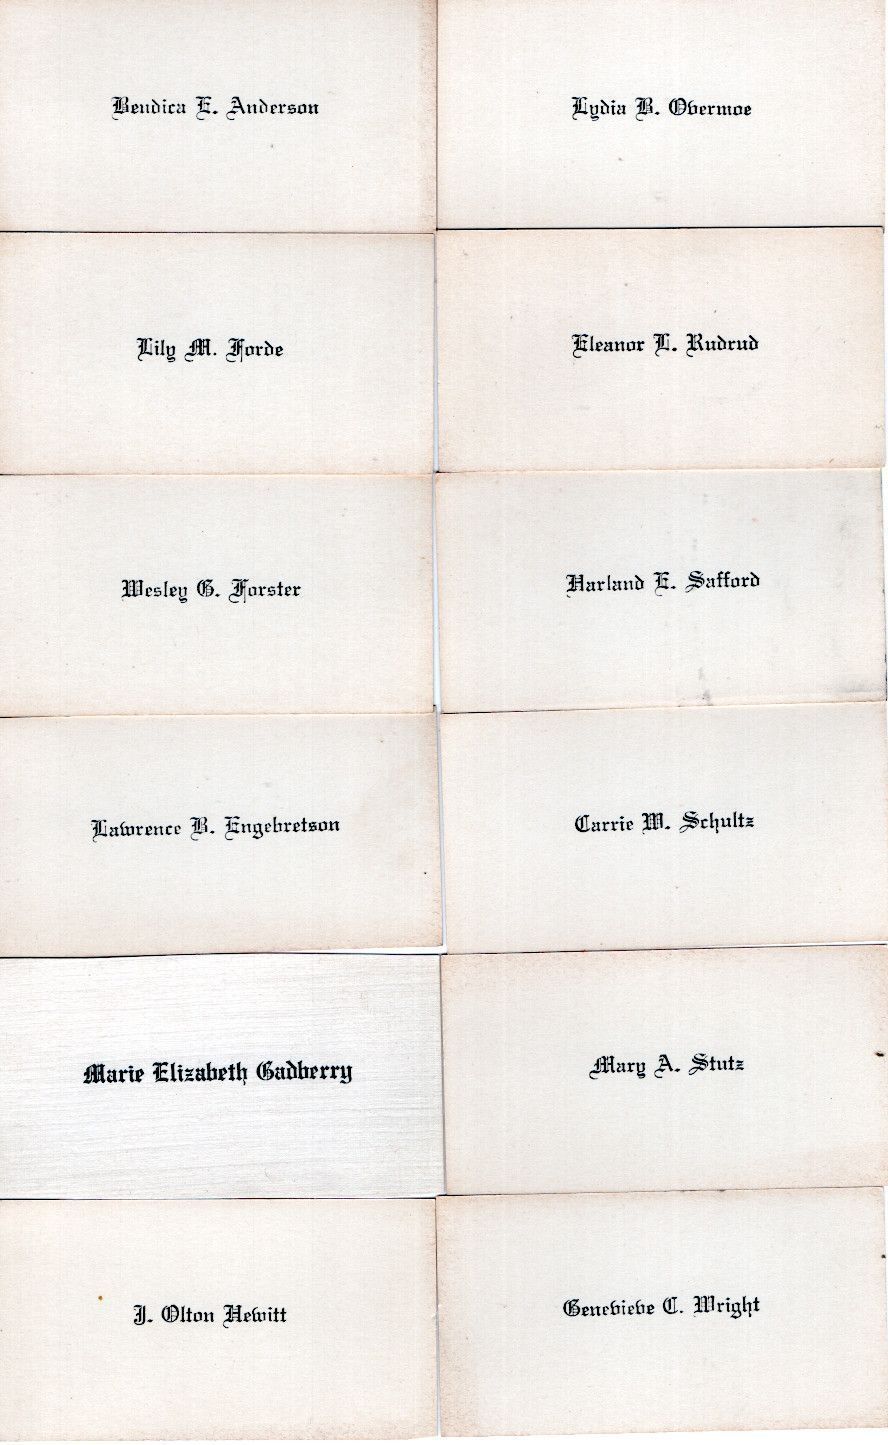 Bendica E. Anderson
Lydia B. Overmoe
Lily M. Forde
Eleanor L. Rudrud
Wesley G. Forster
Harland E. Safford
Lawrence B. Engebretson
Carrie W. Schultz
Marie Elizabeth Gadberry
Mary A. Stutz
J. Olton Hewitt
Genevieve C. Wright